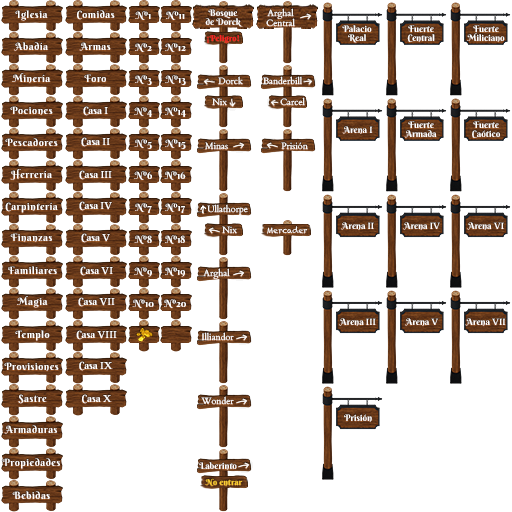 Iglesia
Abadia
Mineria
Pociones
Pescadores
Herreria
Carpinteria
Finanzas
Familiares
Magia
Templo
Provisiones
Sastre
Armaduras
Propiedades
Bebidas
Comidas
Armas
Foro
Casa I
Casa II
Casa III
Casa IV
Casa V
Casa VI
Casa VII
Casa VIII
Casa IX
Casa X
Nº1
Nº2
Nº3
Nº4
Nº5
Nº6
Nº7
Nº8
Nº9
Nº10
Nº11
Nº12
Nº13
Nº14
Nº15
Nº16
Nº17
Nº18
Nº19
Nº20
Bosque
de Dorck
¡Peligro!
← Dorck
Nix ↓
Minas →
↑Ullathorpe
← Nix
Arghal →
Illiandor →
Wonder →
Laberinto →
No entrar
Arghal
Central →
Banderbill →
← Carcel
← Prisión
Mercader
Palacio
Real
Arena I
Arena II
Arena III
Prisión
Fuerte
Central
Fuerte
Armada
Arena IV
Arena V
Fuerte
Miliciano
Fuerte
Caótico
Arena VI
Arena VII